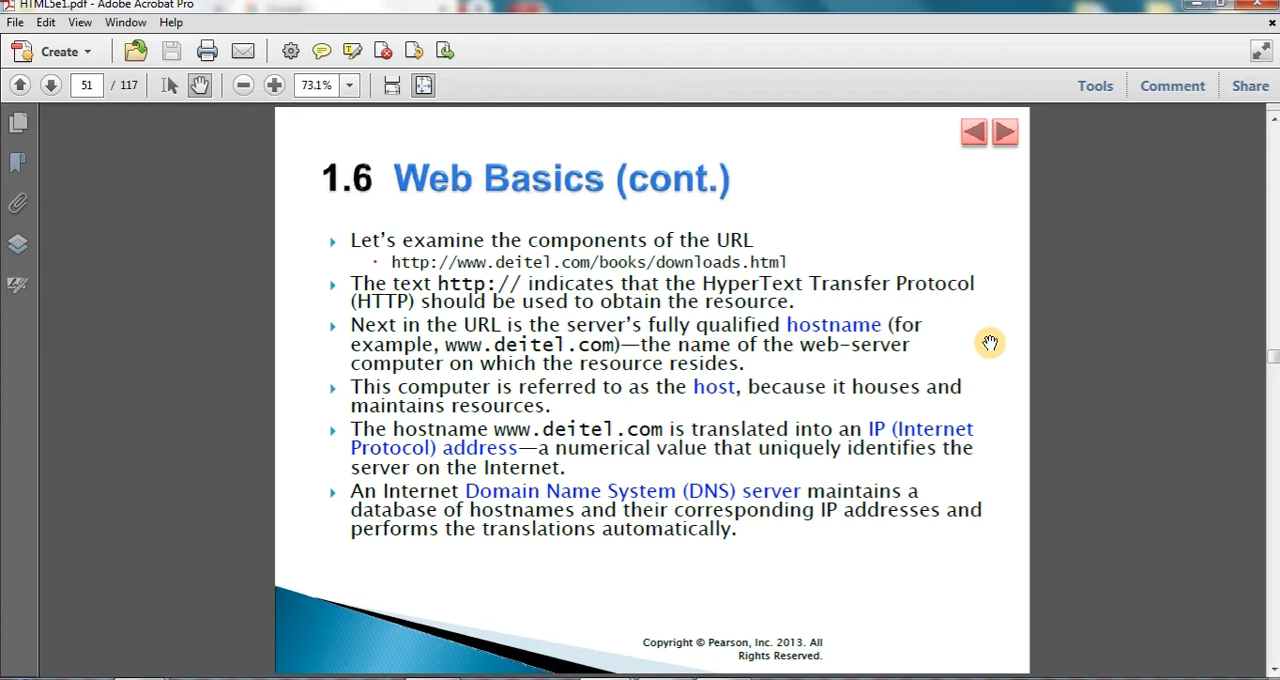 HTML5e1.pdf - Adobe Acrobat Pro
File Edit View Window Help
Create
51 / 117 73.1% Tools Comment Share
1.6 Web Basics (cont.)
Let's examine the components of the URL
http://www.deitel.com/books/downloads.html
The text http:// indicates that the HyperText Transfer Protocol
(HTTP) should be used to obtain the resource.
Next in the URL is the server's fully qualified hostname (for
example, www.deitel.com)—the name of the web-server
computer on which the resource resides.
This computer is referred to as the host, because it houses and
maintains resources.
The hostname www.deitel.com is translated into an IP (Internet
Protocol) address—a numerical value that uniquely identifies the
server on the Internet.
An Internet Domain Name System (DNS) server maintains a
database of hostnames and their corresponding IP addresses and
performs the translations automatically.
Copyright © Pearson, Inc. 2013. All
Rights Reserved.